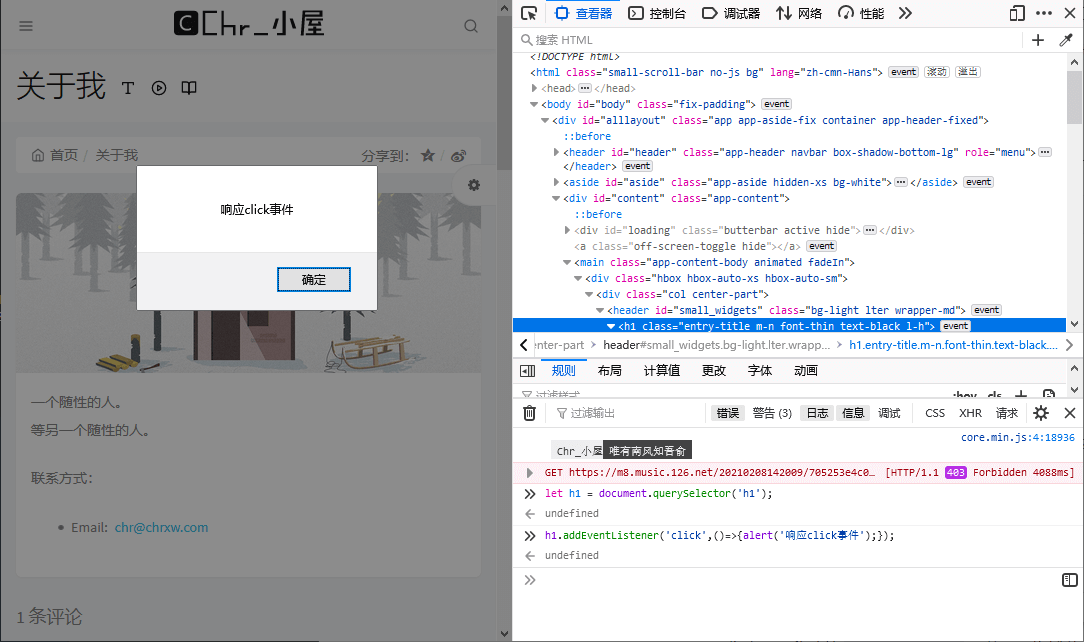 Chr_小屋
关于我
首页 / 关于我
分享到:
响应click事件
确定
一个随性的人。
等另一个随性的人。
联系方式:
Email: chr@chrxw.com
1 条评论
查看器 控制台 调试器 网络 性能
搜索 HTML
<!DOCTYPE html>
<html class="small-scroll-bar no-js bg" lang="zh-cmn-Hans"> event 滚动 溢出
<head>⋯</head>
<body id="body" class="fix-padding"> event
<div id="alllayout" class="app app-aside-fix container app-header-fixed">
::before
<header id="header" class="app-header navbar box-shadow-bottom-lg" role="menu">⋯
</header> event
<aside id="aside" class="app-aside hidden-xs bg-white">⋯</aside> event
<div id="content" class="app-content">
::before
<div id="loading" class="butterbar active hide">⋯</div>
<a class="off-screen-toggle hide"></a> event
<main class="app-content-body animated fadeIn">
<div class="hbox hbox-auto-xs hbox-auto-sm">
<div class="col center-part">
<header id="small_widgets" class="bg-light lter wrapper-md"> event
<h1 class="entry-title m-n font-thin text-black l-h"> event
enter-part > header#small_widgets.bg-light.lter.wrapp... > h1.entry-title.m-n.font-thin.text-black....
规则 布局 计算值 更改 字体 动画
过滤样式 :hov .cls
过滤输出 错误 警告 (3) 日志 信息 调试 CSS XHR 请求
core.min.js:4:18936
Chr_小屋 唯有南风知吾俞
GET https://m8.music.126.net/20210208142009/705253e4c0… [HTTP/1.1 403 Forbidden 4088ms]
let h1 = document.querySelector('h1');
undefined
h1.addEventListener('click',()=>{alert('响应click事件');});
undefined